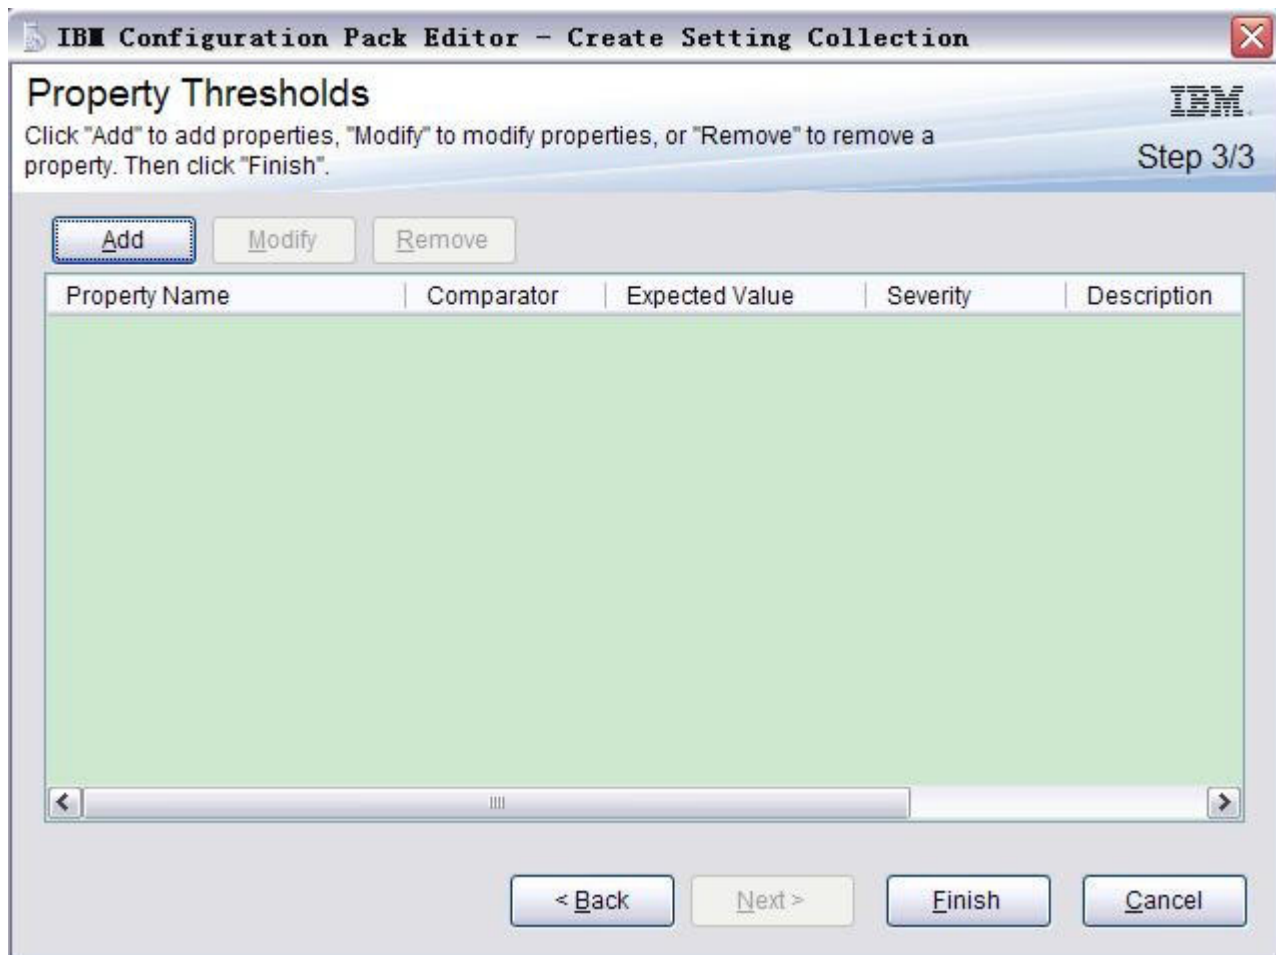 IBM Configuration Pack Editor - Create Setting Collection
Property Thresholds
IBM.
Click "Add" to add properties, "Modify" to modify properties, or "Remove" to remove a
property. Then click "Finish".
Step 3/3
Add Modify Remove
Property Name Comparator Expected Value Severity Description
< Back Next > Finish Cancel